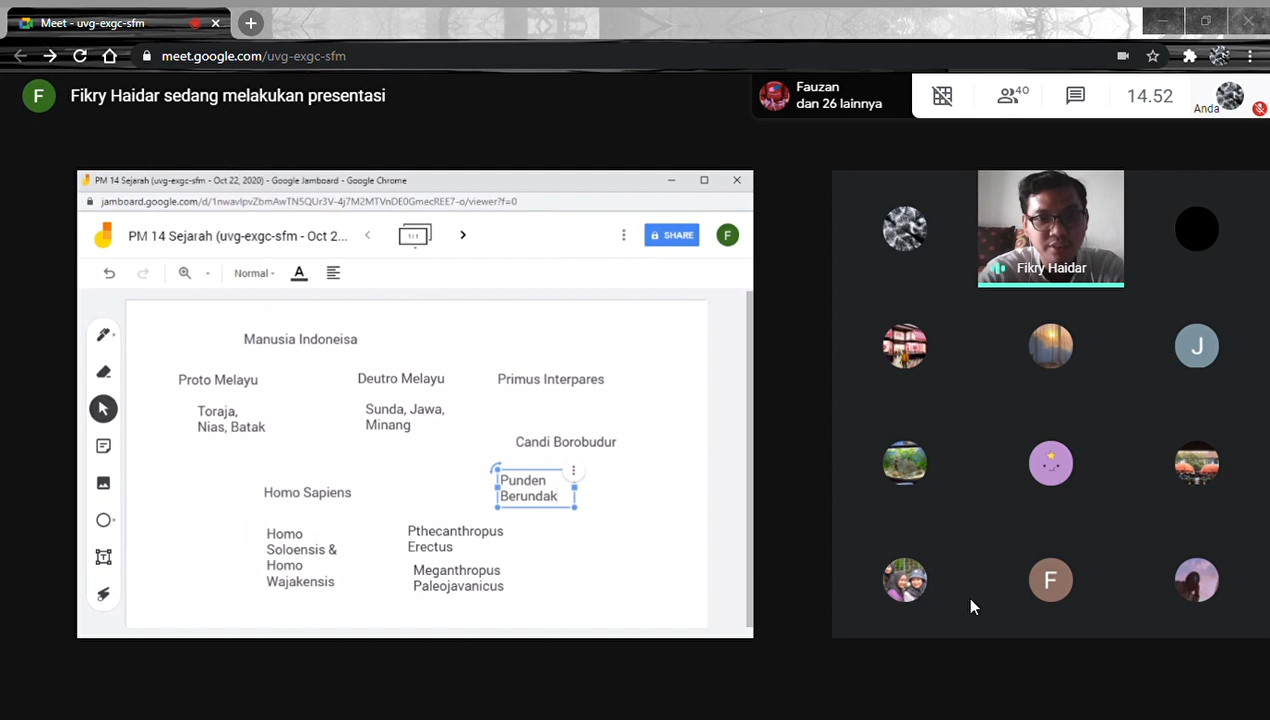 Meet - uvg-exgc-sfm
meet.google.com/uvg-exgc-sfm
F
Fikry Haidar sedang melakukan presentasi
Fauzan
dan 26 lainnya
40
14.52
Anda
PM 14 Sejarah (uvg-exgc-sfm - Oct 22, 2020) - Google Jamboard - Google Chrome
jamboard.google.com/d/1nwavIpvZbmAwTN5QUr3V-4j7M2MTVnDE0GmecREE7-o/viewer?f=0
PM 14 Sejarah (uvg-exgc-sfm - Oct 2...
1/1
SHARE
F
Normal
A
Manusia Indoneisa
Proto Melayu
Deutro Melayu
Primus Interpares
Toraja,
Nias, Batak
Sunda, Jawa,
Minang
Candi Borobudur
Punden
Berundak
Homo Sapiens
Homo
Soloensis &
Homo
Wajakensis
Pthecanthropus
Erectus
Meganthropus
Paleojavanicus
Fikry Haidar
J
F